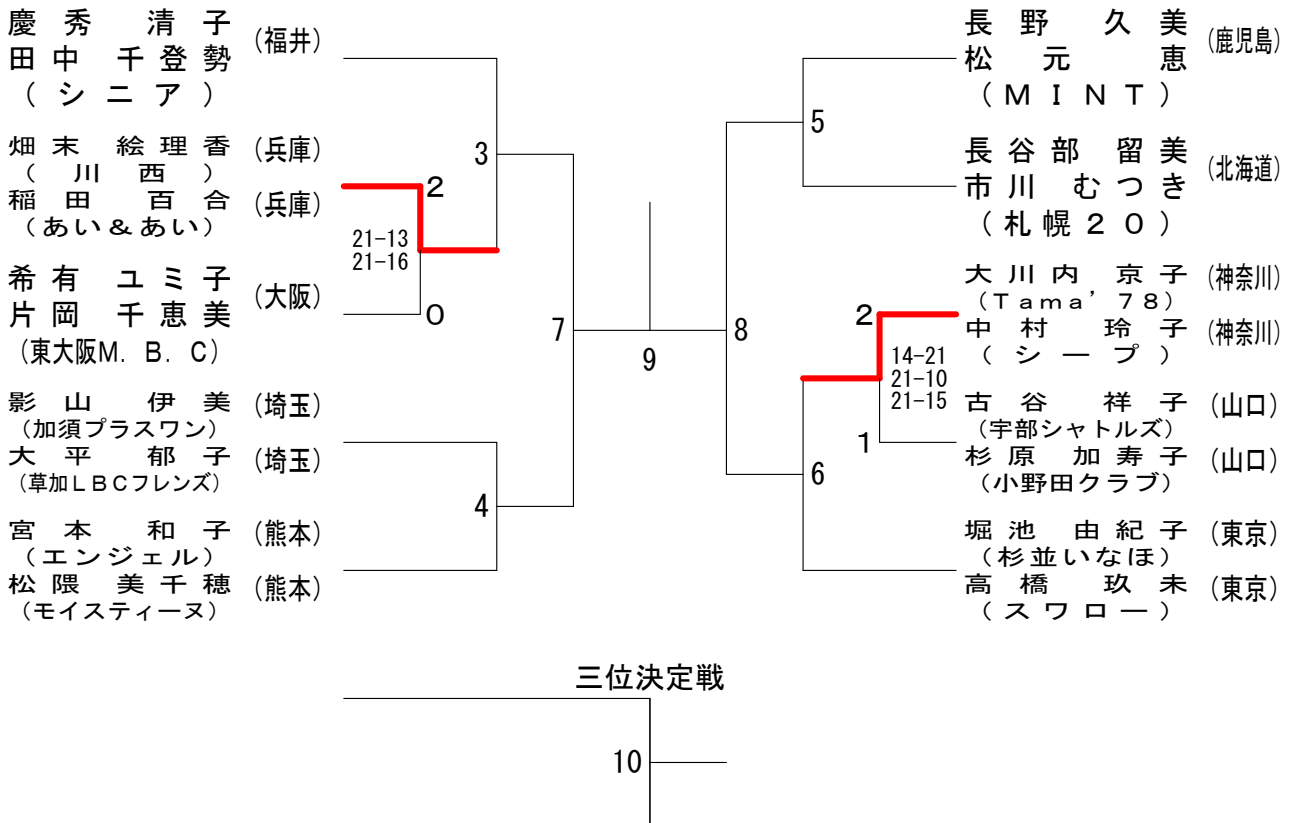 慶秀 清子
田中 千登勢
(福井)
(シニア)
畑末 絵理香 (兵庫)
(川西)
稲田 百合 (兵庫)
(あい&あい)
希有 ユミ子
片岡 千恵美
(大阪)
(東大阪M．B．C)
影山 伊美 (埼玉)
(加須プラスワン)
大平 郁子 (埼玉)
(草加LBCフレンズ)
宮本 和子 (熊本)
(エンジェル)
松隈 美千穂 (熊本)
(モイスティーヌ)
3
2
21-13
21-16
0
7
4
9
8
5
2
14-21
21-10
21-15
1
6
長野 久美
松元 恵
(鹿児島)
(MINT)
長谷部 留美
市川 むつき
(北海道)
(札幌20)
大川内 京子 (神奈川)
(Tama'78)
中村 玲子 (神奈川)
(シープ)
古谷 祥子 (山口)
(宇部シャトルズ)
杉原 加寿子 (山口)
(小野田クラブ)
堀池 由紀子 (東京)
(杉並いなほ)
高橋 玖未 (東京)
(スワロー)
三位決定戦
10